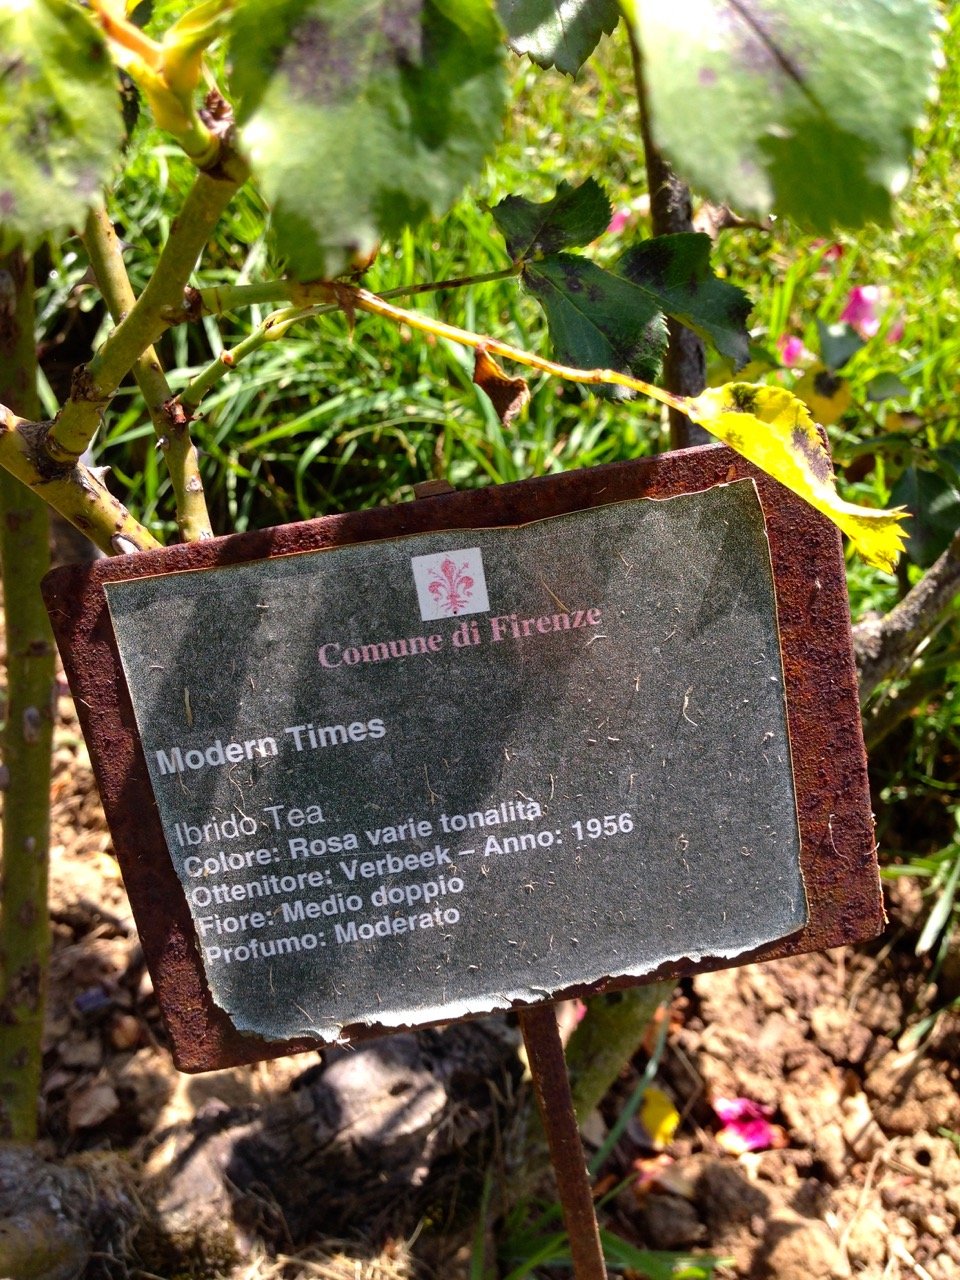 Comune di Firenze
Modern Times
Ibrido Tea
Colore: Rosa varie tonalità
Ottenitore: Verbeek – Anno: 1956
Fiore: Medio doppio
Profumo: Moderato